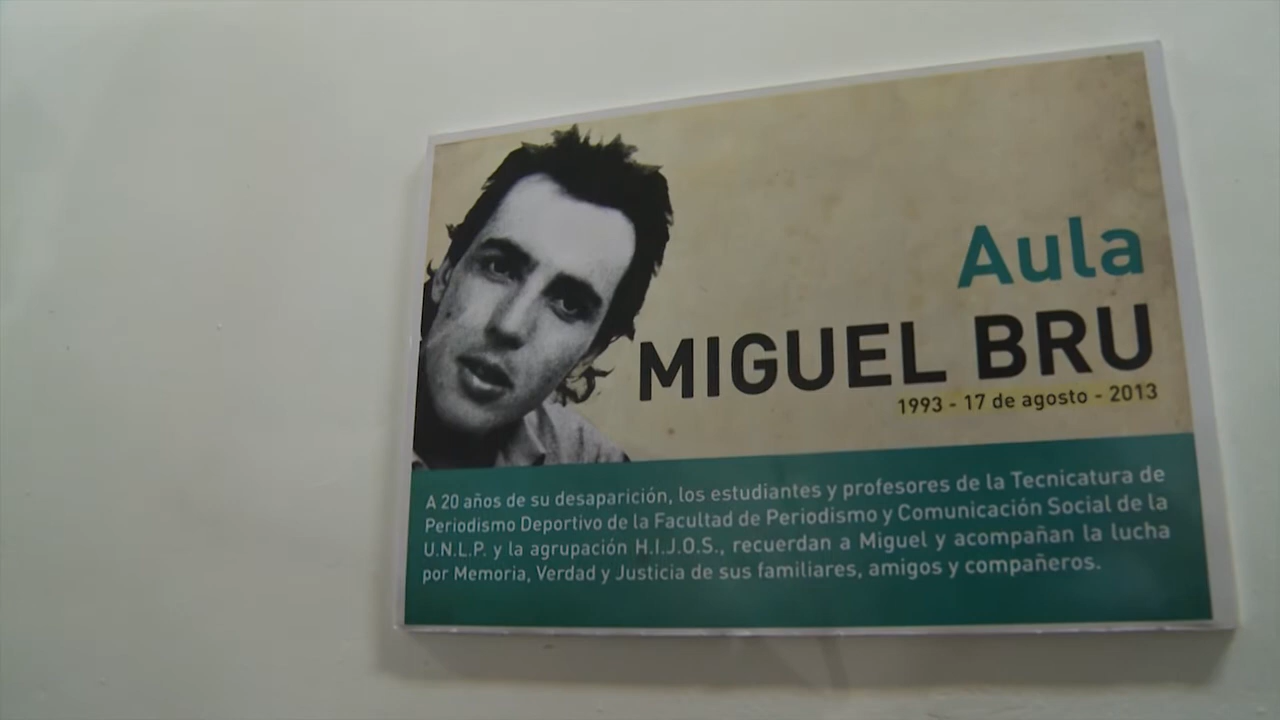 Aula
MIGUEL BRU
1993 - 17 de agosto - 2013
A 20 años de su desaparición, los estudiantes y profesores de la Tecnicatura de
Periodismo Deportivo de la Facultad de Periodismo y Comunicación Social de la
U.N.L.P. y la agrupación H.I.J.O.S., recuerdan a Miguel y acompañan la lucha
por Memoria, Verdad y Justicia de sus familiares, amigos y compañeros.